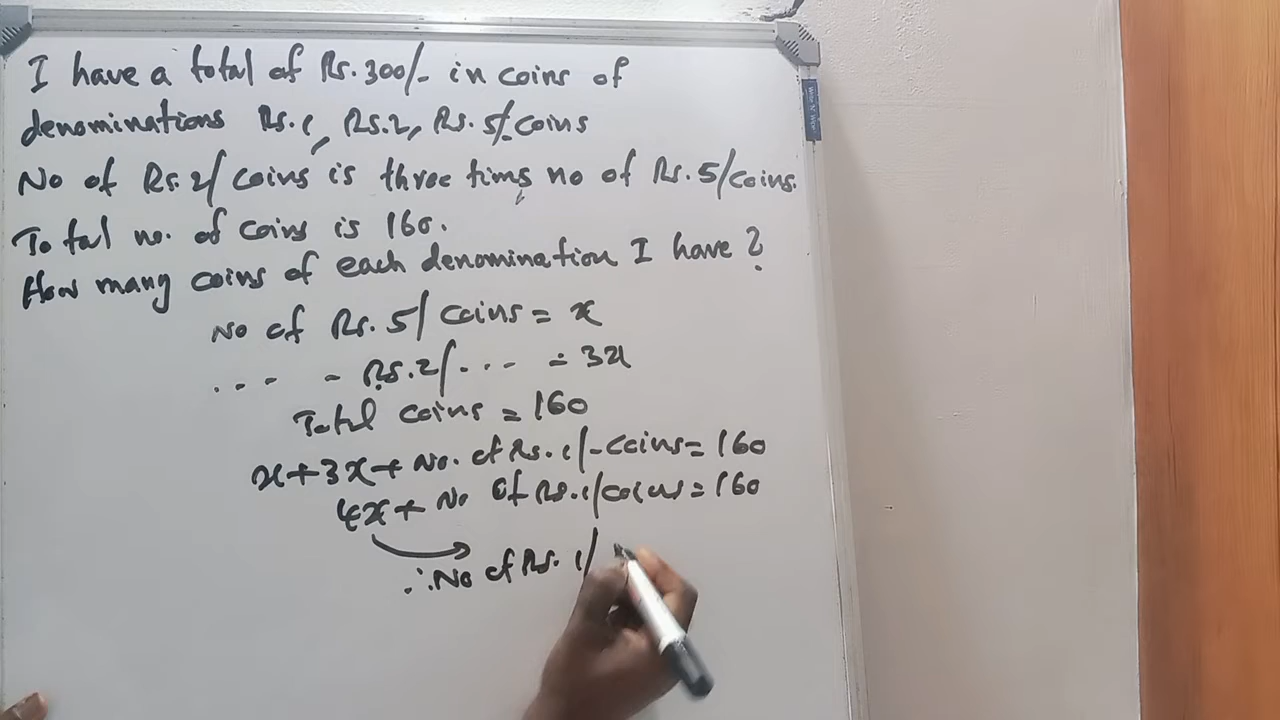 I have a total of Rs.300/- in coins of
denominations Rs.1, Rs.2, Rs.5/- coins
No of Rs.2/ coins is three tims no of Rs.5/coins.
Total no. of coins is 160.
How many coins of each denomination I have?
No of Rs.5/ coins = x
.... - Rs.2/... = 3x
Total coins = 160
x+3x+ No. of Rs.1/- coins = 160
4x+ No of Rs.1/coins = 160
∴ No of Rs. 1/